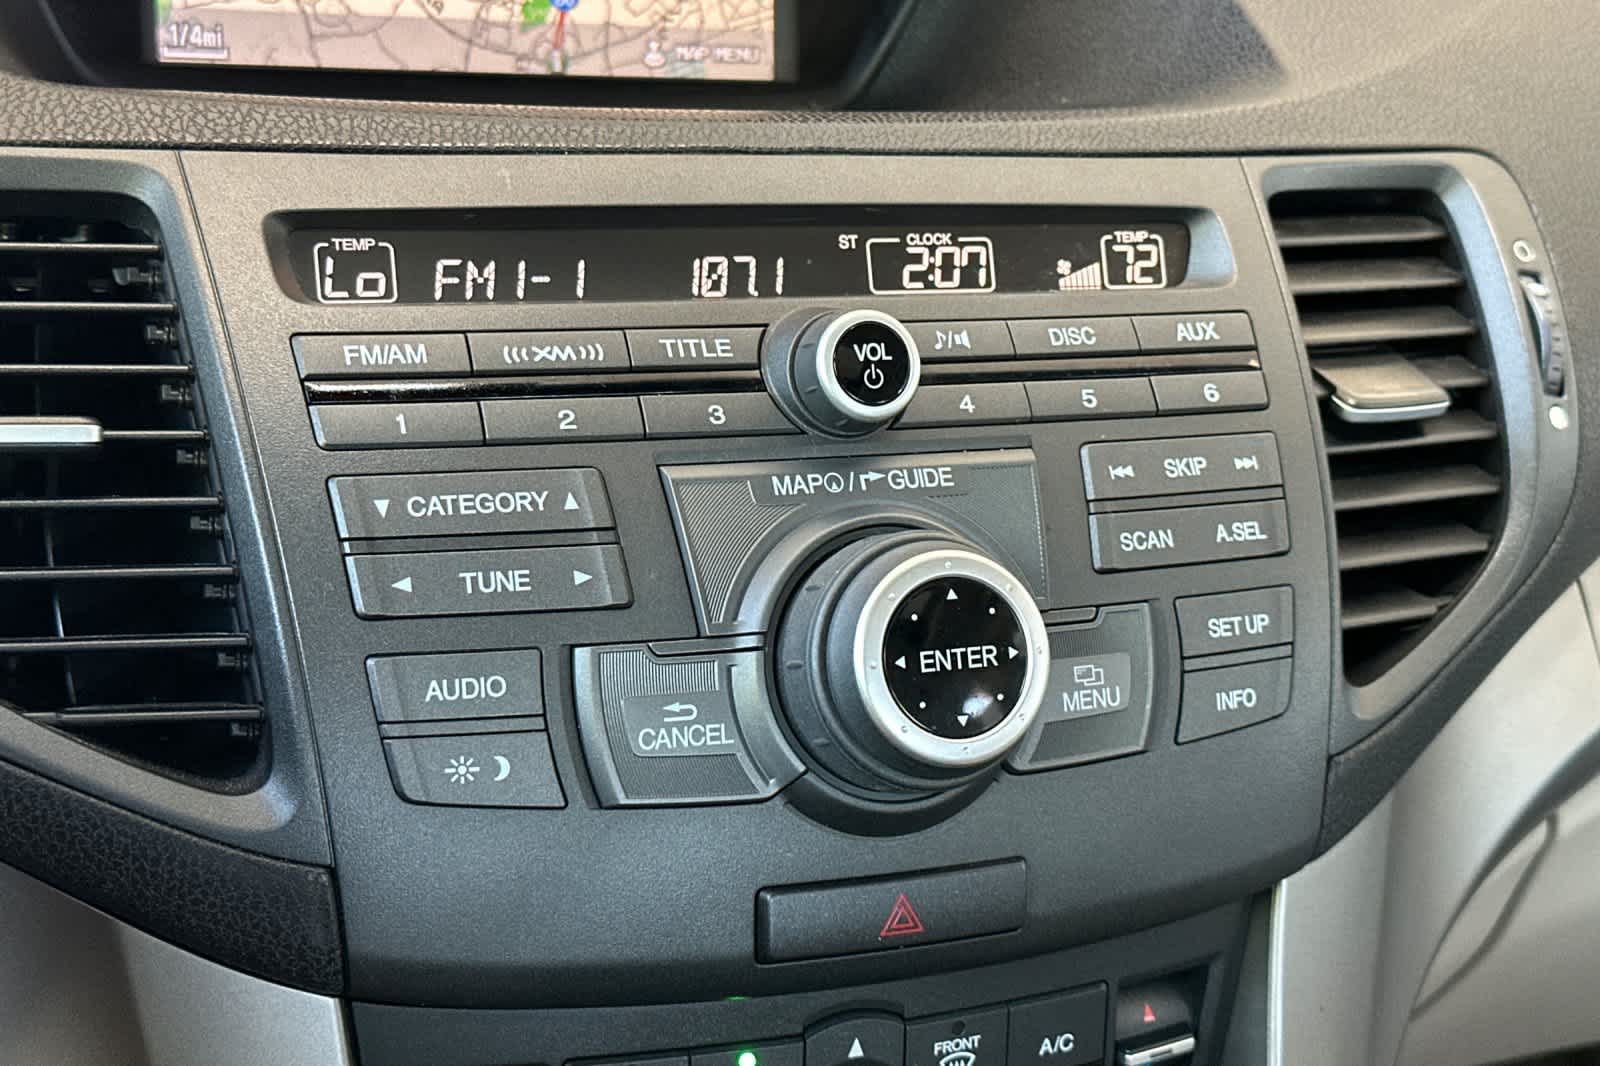 1/4mi
MAP MENU
TEMP
Lo
FM1-1
107.1
ST
CLOCK
2:07
TEMP
72
FM/AM
(((XM)))
TITLE
VOL
DISC
AUX
1
2
3
4
5
6
▼ CATEGORY ▲
MAP / GUIDE
SKIP
◄ TUNE ►
SCAN
A.SEL
ENTER
SET UP
AUDIO
CANCEL
MENU
INFO
FRONT
A/C